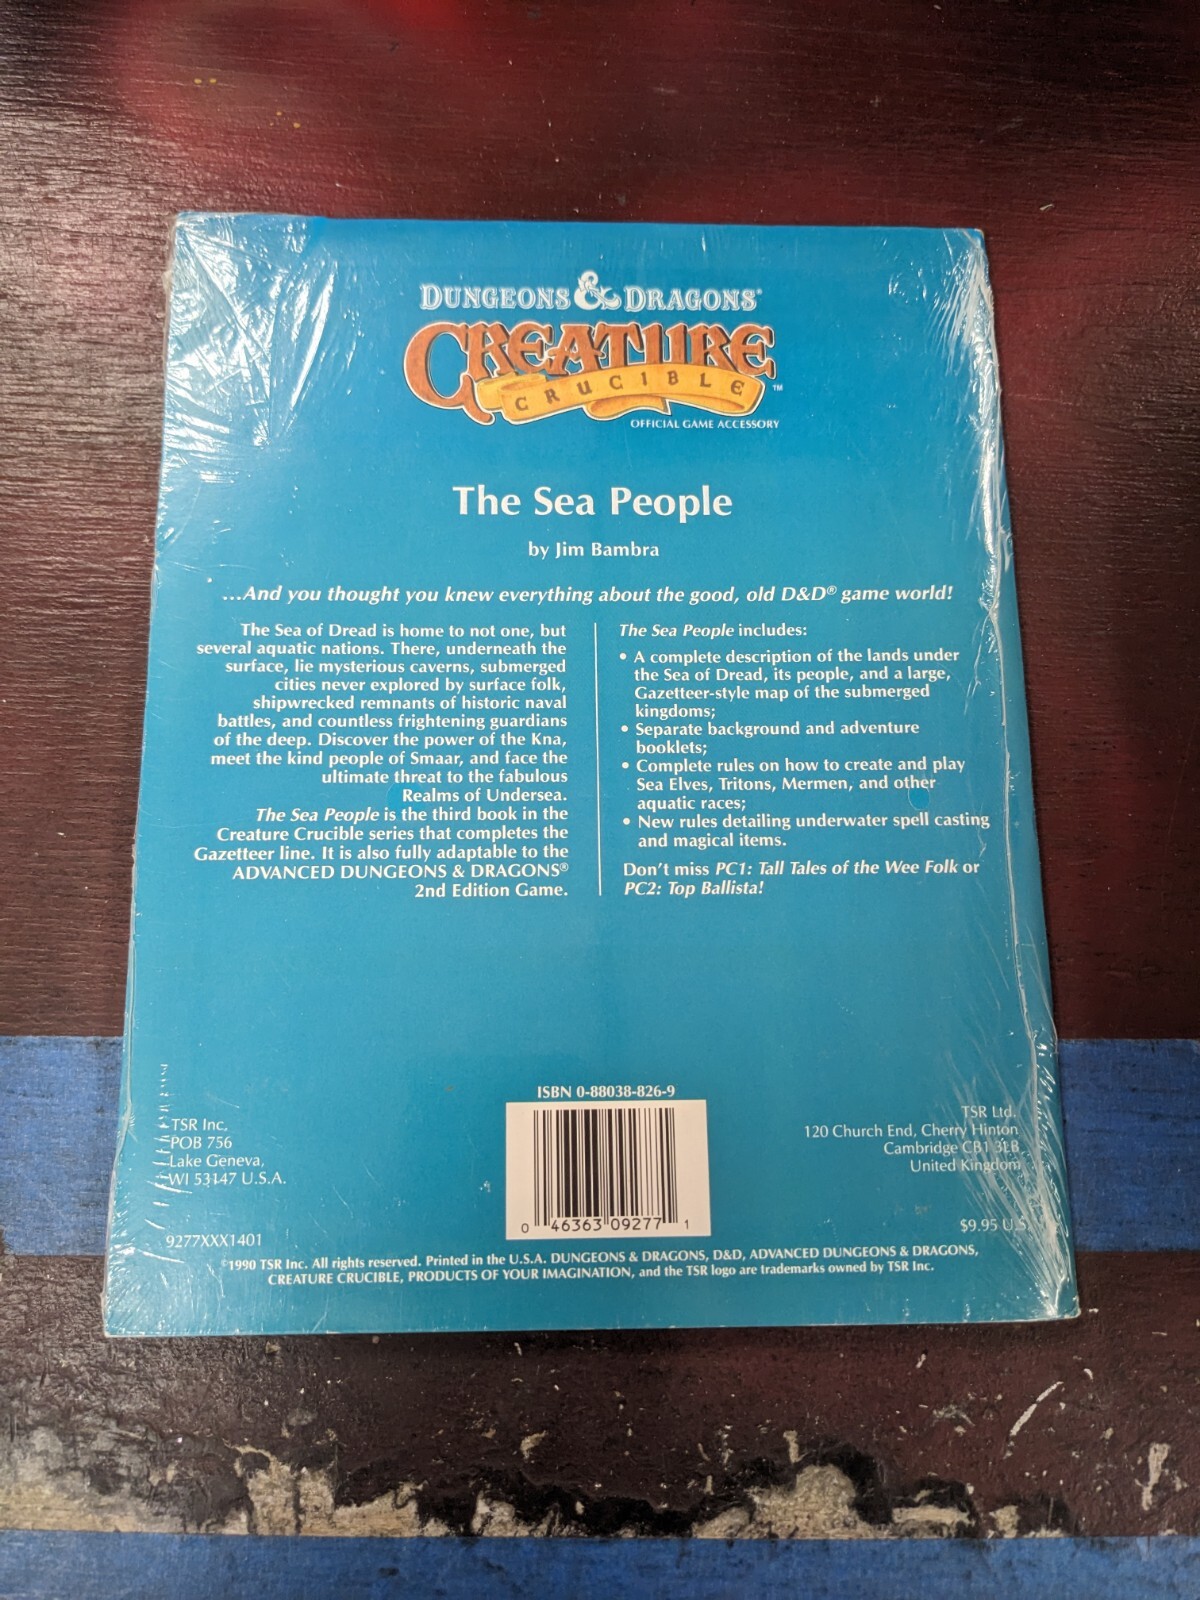 DUNGEONS & DRAGONS®
CREATURE
CRUCIBLE™
OFFICIAL GAME ACCESSORY
The Sea People
by Jim Bambra
...And you thought you knew everything about the good, old D&D® game world!
The Sea of Dread is home to not one, but
several aquatic nations. There, underneath the
surface, lie mysterious caverns, submerged
cities never explored by surface folk,
shipwrecked remnants of historic naval
battles, and countless frightening guardians
of the deep. Discover the power of the Kna,
meet the kind people of Smaar, and face the
ultimate threat to the fabulous
Realms of Undersea.
The Sea People is the third book in the
Creature Crucible series that completes the
Gazetteer line. It is also fully adaptable to the
ADVANCED DUNGEONS & DRAGONS®
2nd Edition Game.
The Sea People includes:
• A complete description of the lands under
the Sea of Dread, its people, and a large,
Gazetteer-style map of the submerged
kingdoms;
• Separate background and adventure
booklets;
• Complete rules on how to create and play
Sea Elves, Tritons, Mermen, and other
aquatic races;
• New rules detailing underwater spell casting
and magical items.
Don't miss PC1: Tall Tales of the Wee Folk or
PC2: Top Ballista!
ISBN 0-88038-826-9
0 46363 09277 1
TSR Inc.
POB 756
Lake Geneva,
WI 53147 U.S.A.
TSR Ltd.
120 Church End, Cherry Hinton
Cambridge CB1 3LB
United Kingdom
9277XXX1401
$9.95 U.S.
©1990 TSR Inc. All rights reserved. Printed in the U.S.A. DUNGEONS & DRAGONS, D&D, ADVANCED DUNGEONS & DRAGONS,
CREATURE CRUCIBLE, PRODUCTS OF YOUR IMAGINATION, and the TSR logo are trademarks owned by TSR Inc.